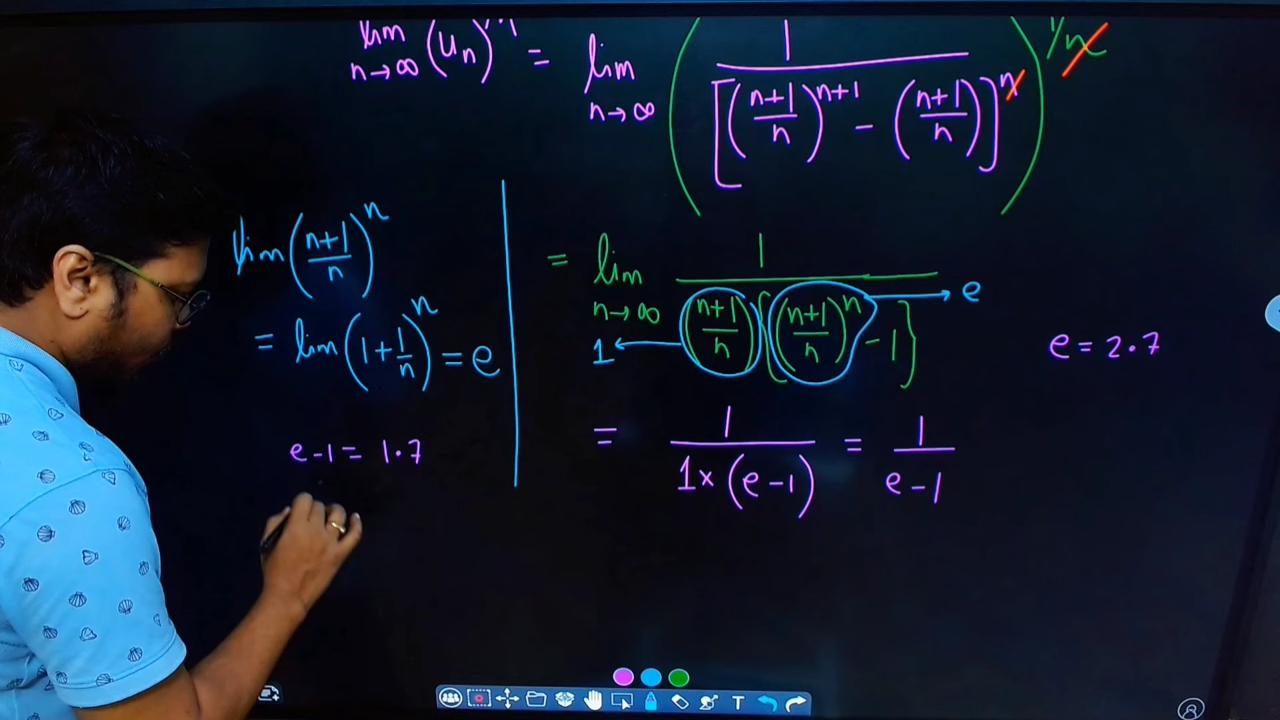 lim n→∞ (uₙ)^1/n = lim n→∞ (1 / [((n+1)/n)^(n+1) − ((n+1)/n)]^n)^1/n
lim ((n+1)/n)^n
= lim (1 + 1/n)^n = e
e-1 = 1.7
= lim n→∞ 1 / ((n+1)/n) {((n+1)/n)^n − 1}
→ e
1 ←
e = 2.7
= 1 / 1× (e−1) = 1 / e−1
T